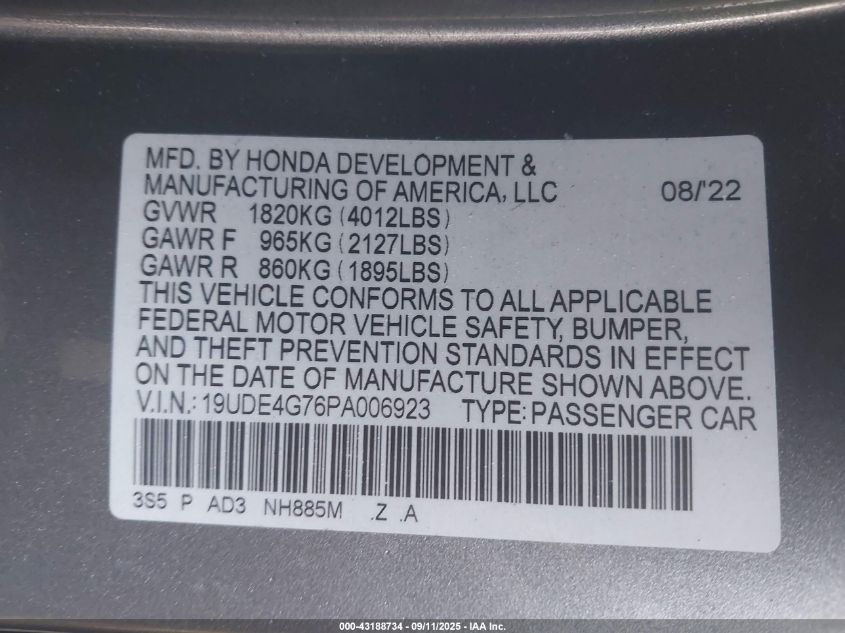 MFD. BY HONDA DEVELOPMENT &
MANUFACTURING OF AMERICA, LLC 08/'22
GVWR 1820KG (4012LBS)
GAWR F 965KG (2127LBS)
GAWR R 860KG (1895LBS)
THIS VEHICLE CONFORMS TO ALL APPLICABLE
FEDERAL MOTOR VEHICLE SAFETY, BUMPER,
AND THEFT PREVENTION STANDARDS IN EFFECT
ON THE DATE OF MANUFACTURE SHOWN ABOVE.
V.I.N.: 19UDE4G76PA006923 TYPE: PASSENGER CAR
3S5 P AD3 NH885M .Z .A
000-43188734 - 09/11/2025 - IAA Inc.